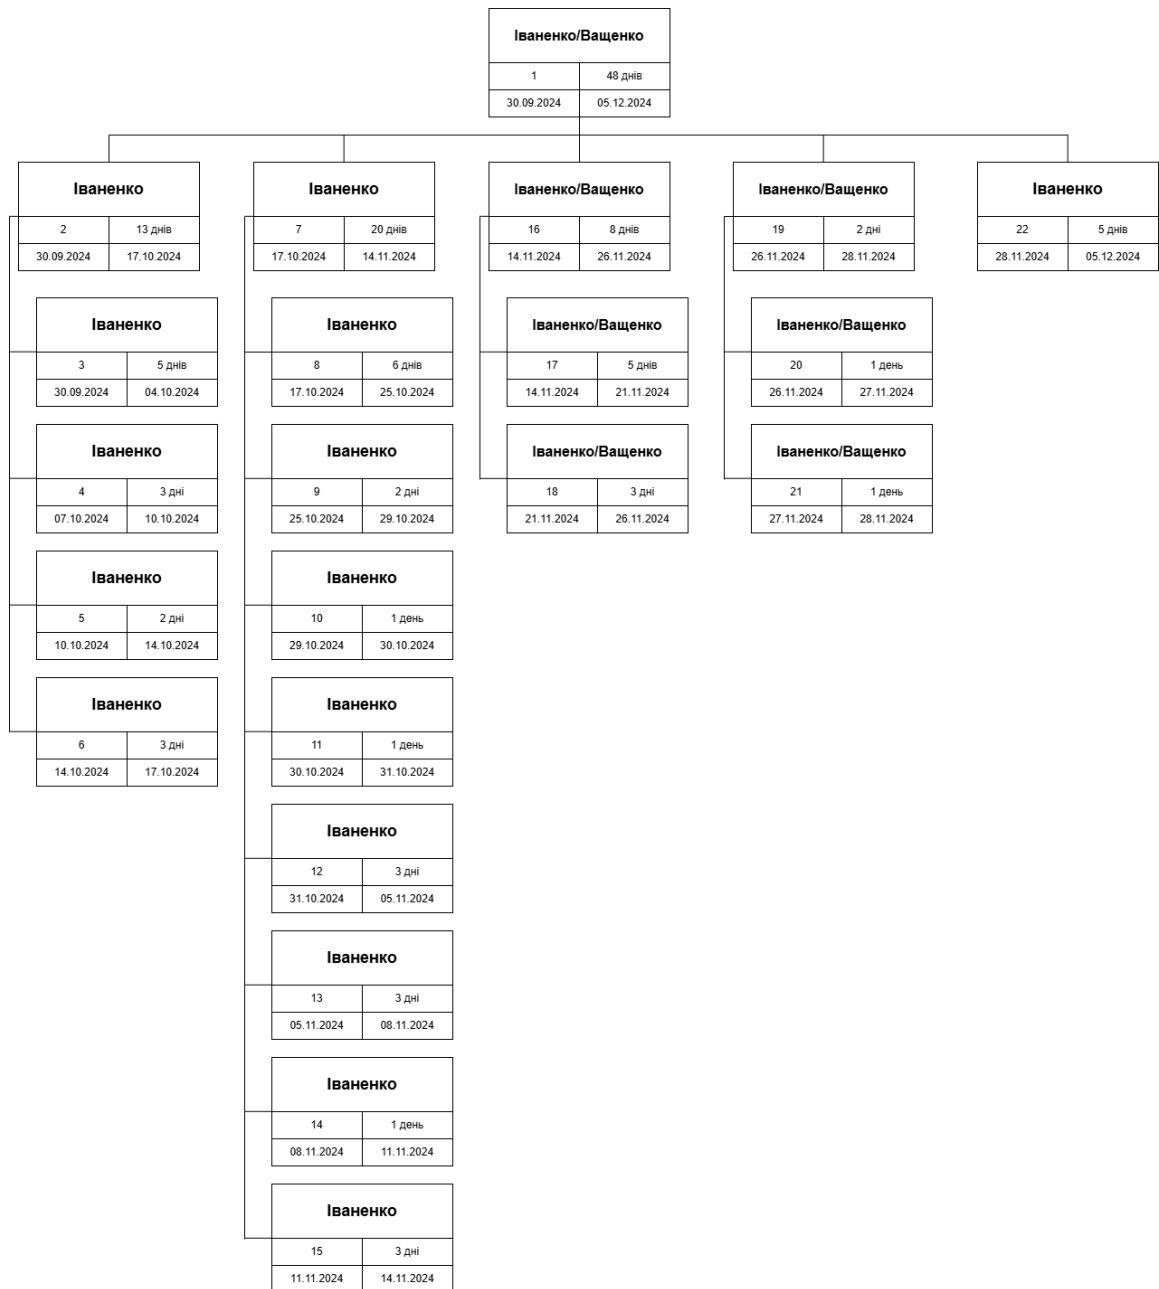 Іваненко/Ващенко
1 48 днів
30.09.2024 05.12.2024
Іваненко
2 13 днів
30.09.2024 17.10.2024
Іваненко
3 5 днів
30.09.2024 04.10.2024
Іваненко
4 3 дні
07.10.2024 10.10.2024
Іваненко
5 2 дні
10.10.2024 14.10.2024
Іваненко
6 3 дні
14.10.2024 17.10.2024
Іваненко
7 20 днів
17.10.2024 14.11.2024
Іваненко
8 6 днів
17.10.2024 25.10.2024
Іваненко
9 2 дні
25.10.2024 29.10.2024
Іваненко
10 1 день
29.10.2024 30.10.2024
Іваненко
11 1 день
30.10.2024 31.10.2024
Іваненко
12 3 дні
31.10.2024 05.11.2024
Іваненко
13 3 дні
05.11.2024 08.11.2024
Іваненко
14 1 день
08.11.2024 11.11.2024
Іваненко
15 3 дні
11.11.2024 14.11.2024
Іваненко/Ващенко
16 8 днів
14.11.2024 26.11.2024
Іваненко/Ващенко
17 5 днів
14.11.2024 21.11.2024
Іваненко/Ващенко
18 3 дні
21.11.2024 26.11.2024
Іваненко/Ващенко
19 2 дні
26.11.2024 28.11.2024
Іваненко/Ващенко
20 1 день
26.11.2024 27.11.2024
Іваненко/Ващенко
21 1 день
27.11.2024 28.11.2024
Іваненко
22 5 днів
28.11.2024 05.12.2024